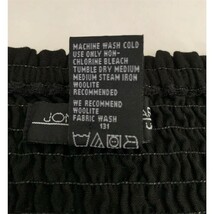 MACHINE WASH COLD
USE ONLY NON-
CHLORINE BLEACH
TUMBLE DRY MEDIUM
MEDIUM STEAM IRON
WOOLITE
RECOMMENDED
WE RECOMMEND
WOOLITE
FABRIC WASH
131
JON